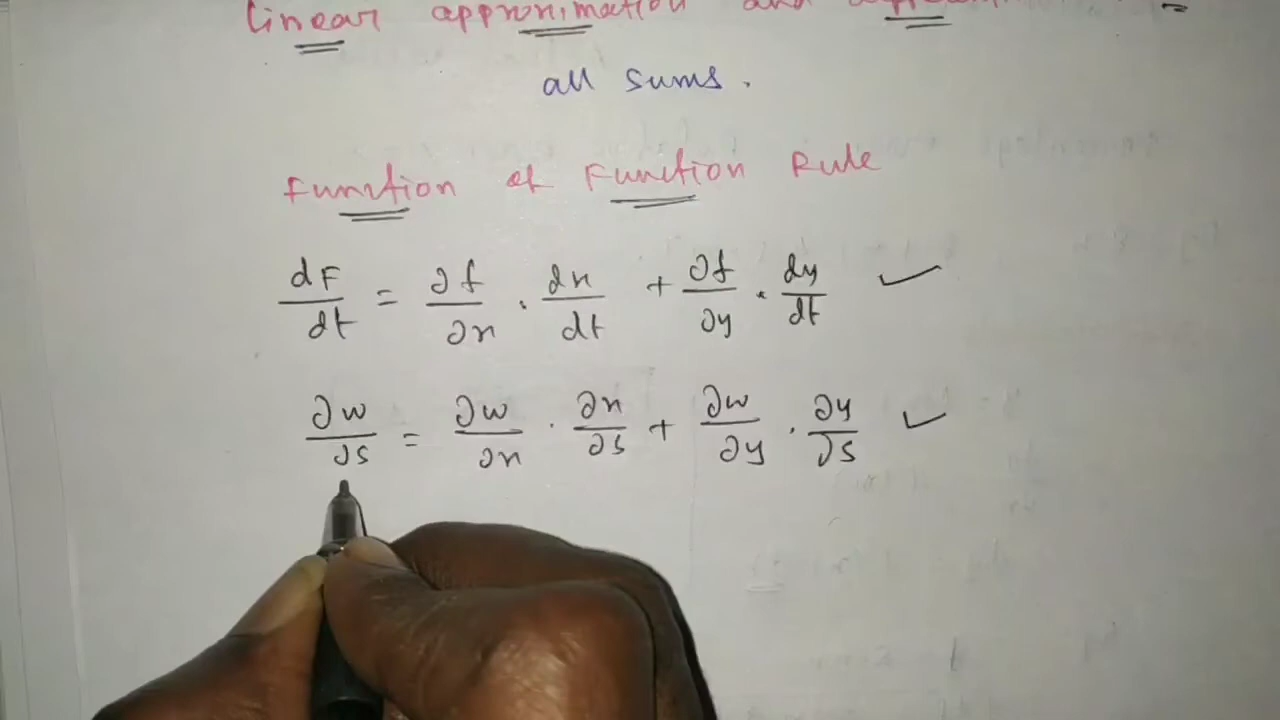 Linear approximation and
all sums.
Function of Function Rule
dF/dt = ∂f/∂x . dx/dt + ∂f/∂y . dy/dt ✓
∂w/∂s = ∂w/∂x . ∂x/∂s + ∂w/∂y . ∂y/∂s ✓